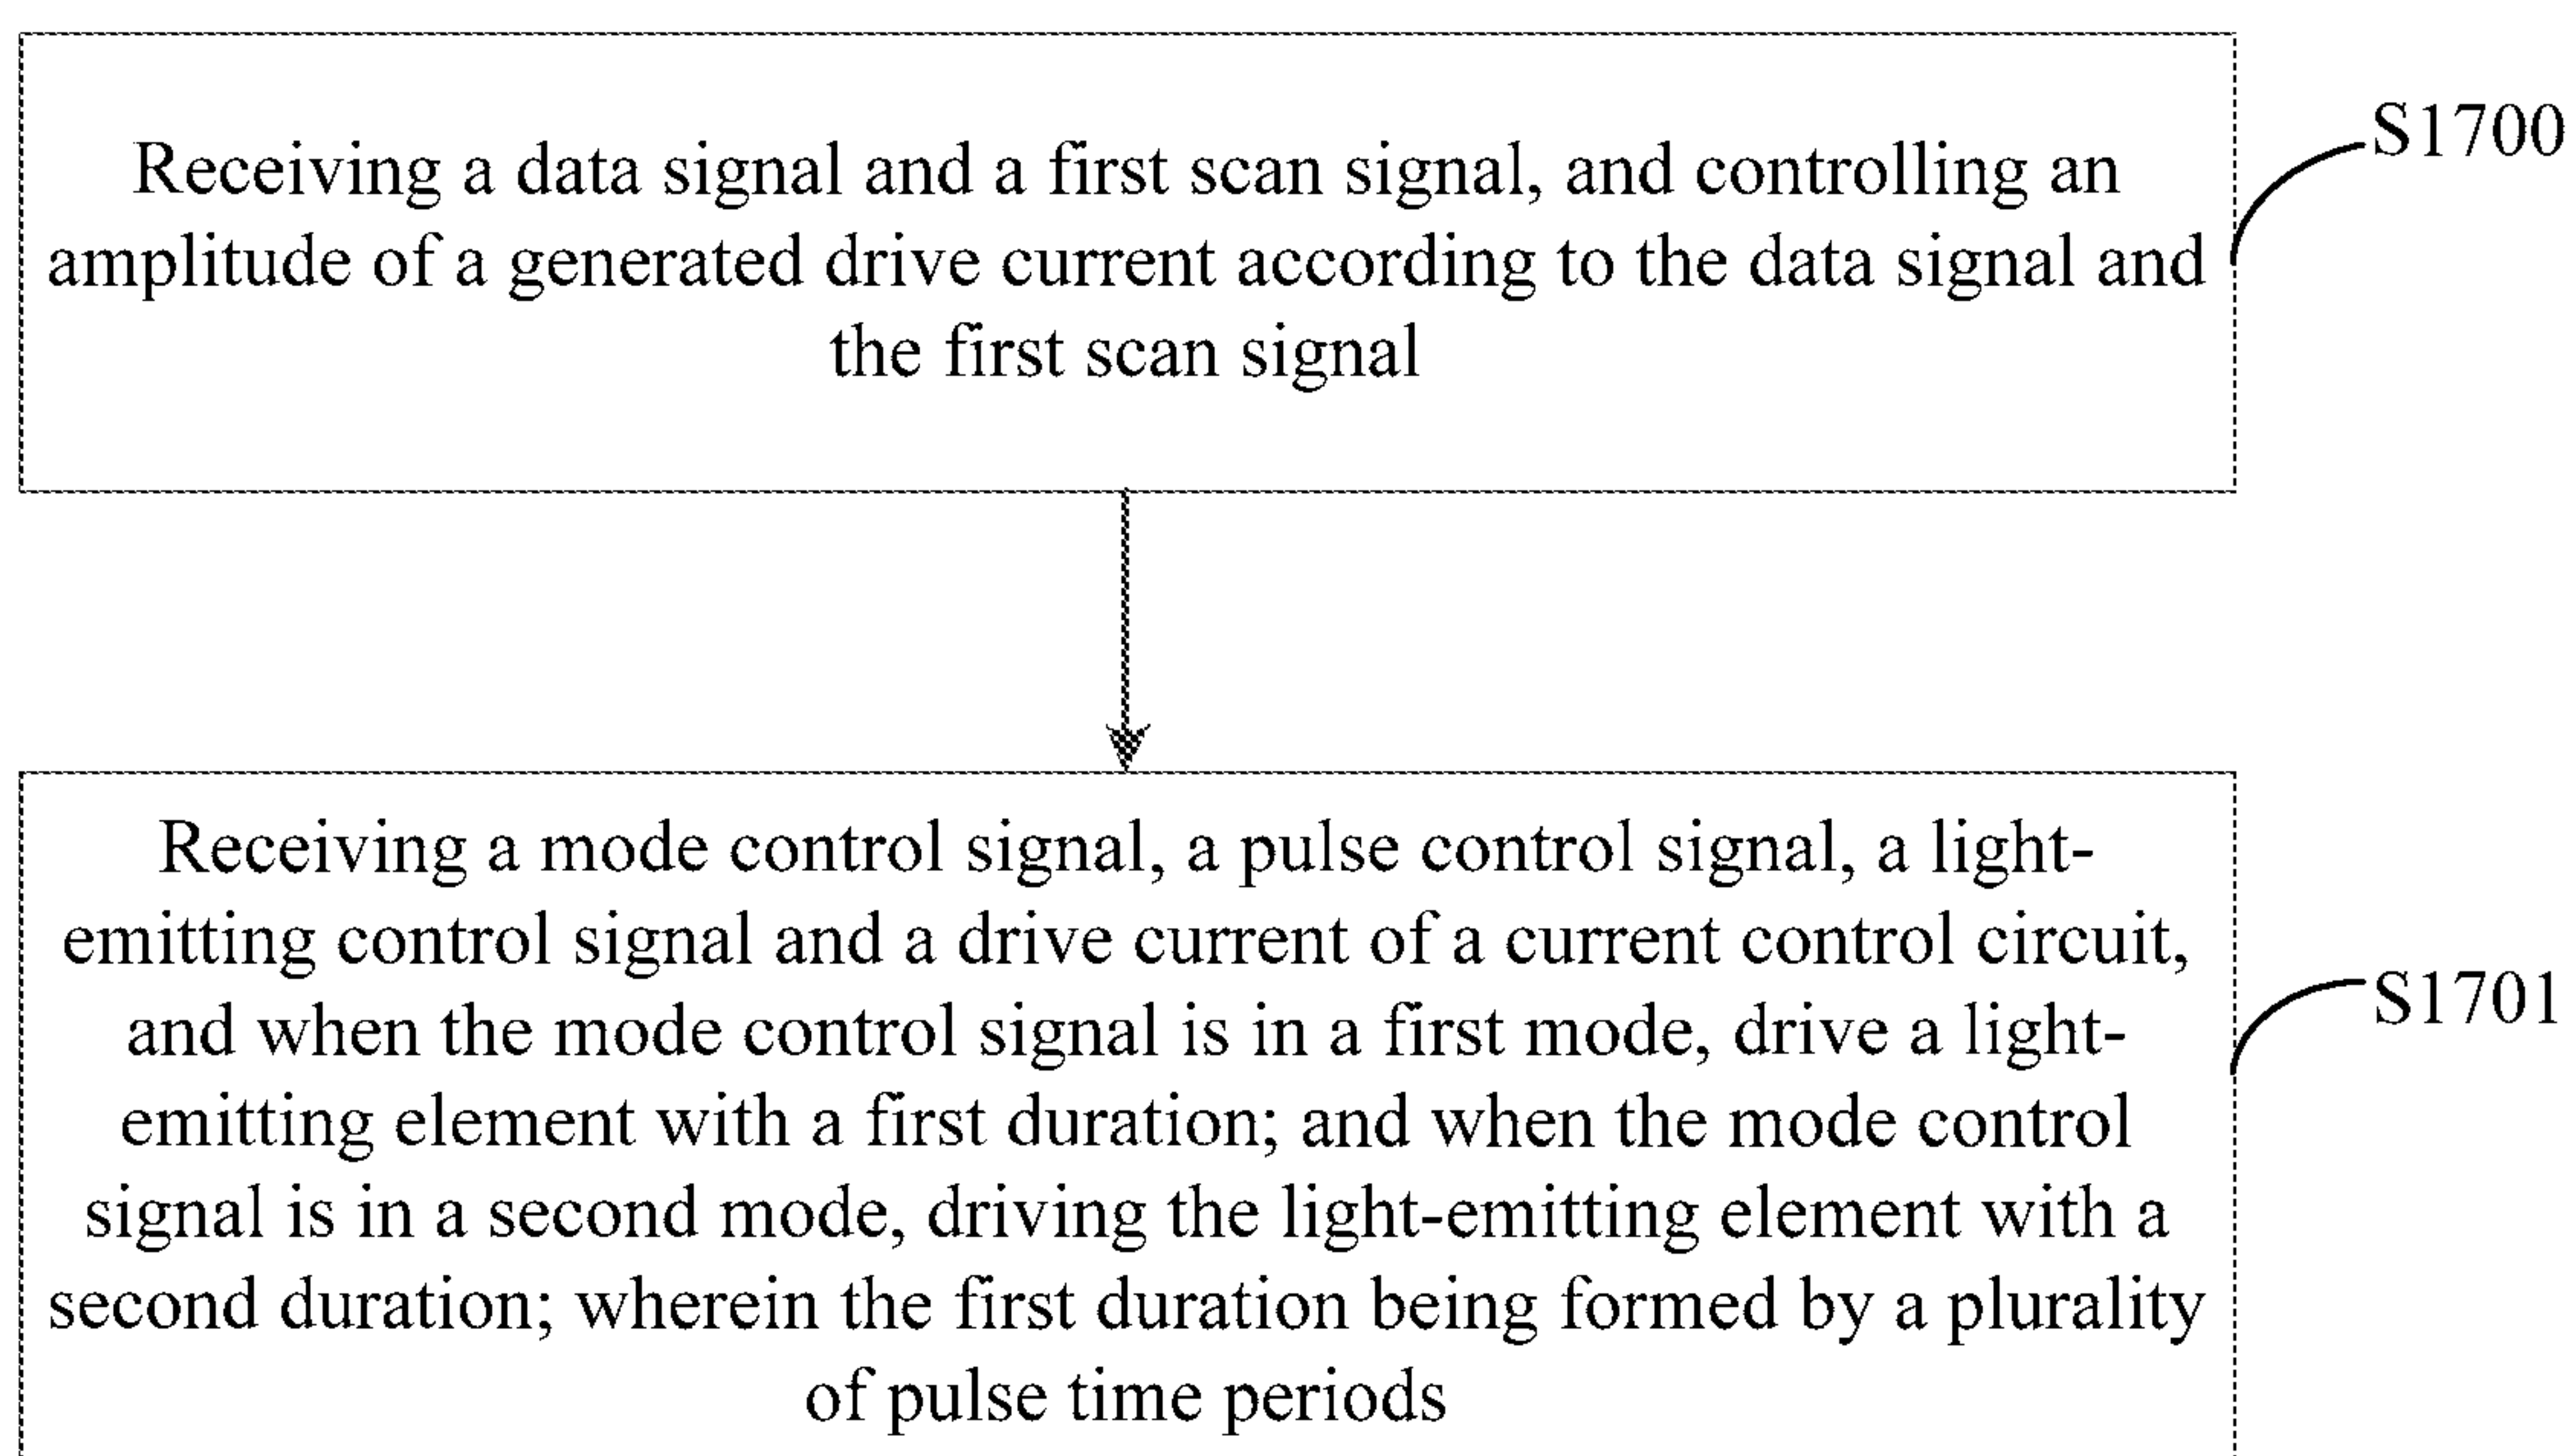 Receiving a data signal and a first scan signal, and controlling an
amplitude of a generated drive current according to the data signal and
the first scan signal
S1700
Receiving a mode control signal, a pulse control signal, a light-
emitting control signal and a drive current of a current control circuit,
and when the mode control signal is in a first mode, drive a light-
emitting element with a first duration; and when the mode control
signal is in a second mode, driving the light-emitting element with a
second duration; wherein the first duration being formed by a plurality
of pulse time periods
S1701